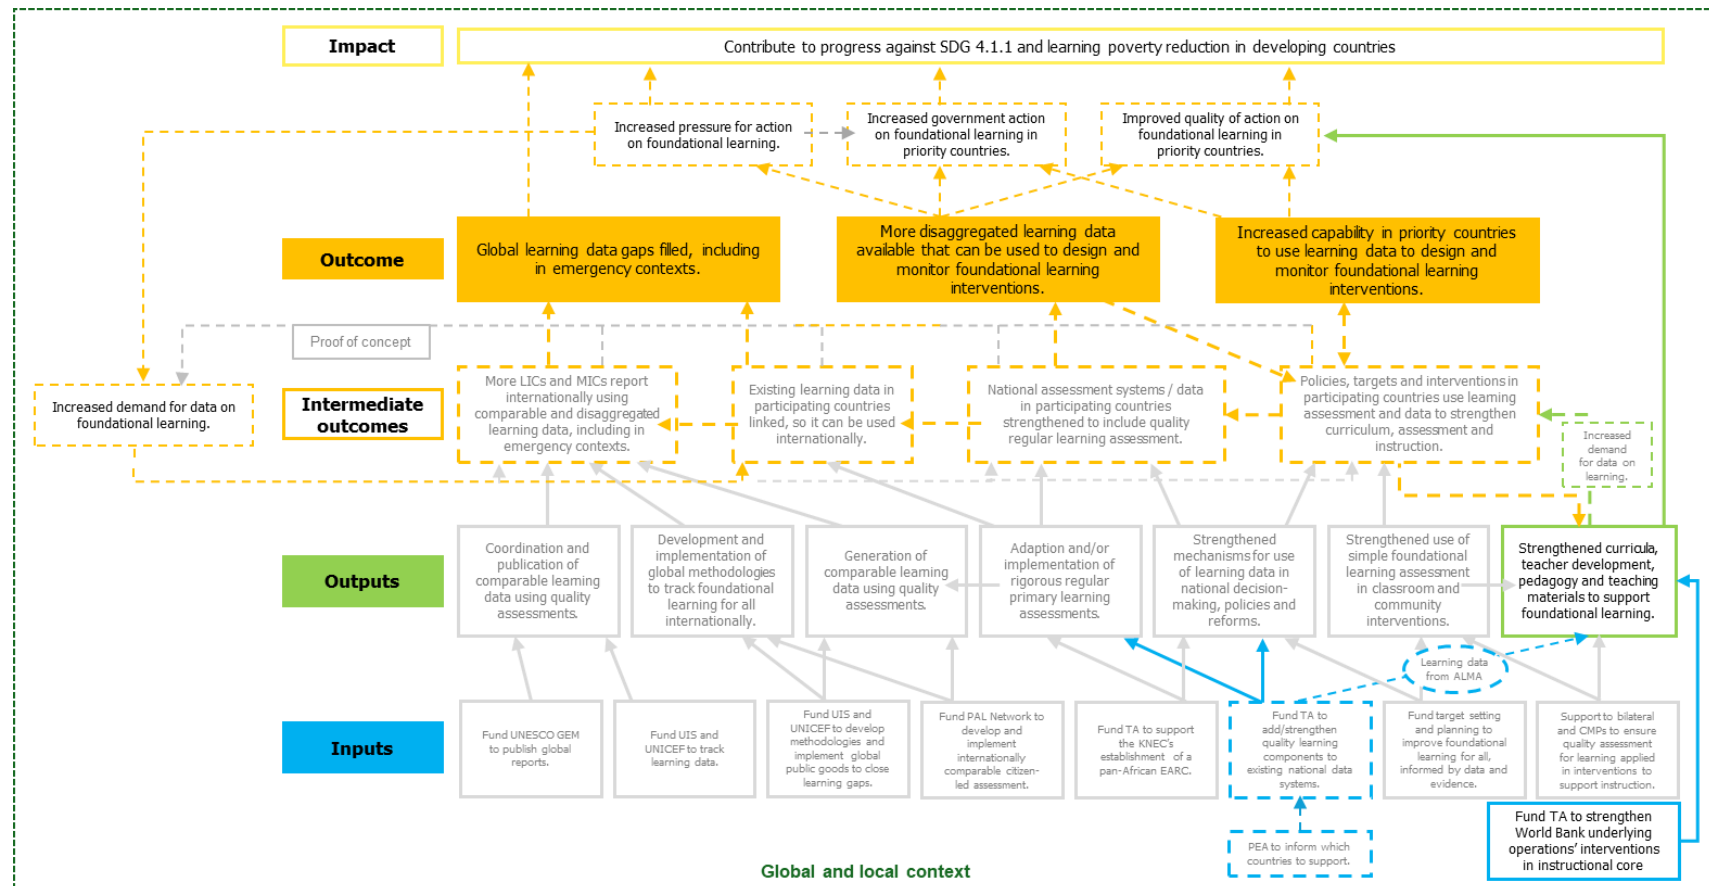 Impact
Contribute to progress against SDG 4.1.1 and learning poverty reduction in developing countries
Increased pressure for action
on foundational learning.
Increased government action
on foundational learning in
priority countries.
Improved quality of action on
foundational learning in
priority countries.
Outcome
Global learning data gaps filled, including
in emergency contexts.
More disaggregated learning data
available that can be used to design and
monitor foundational learning
interventions.
Increased capability in priority countries
to use learning data to design and
monitor foundational learning
interventions.
Proof of concept
Increased demand for data on
foundational learning.
Intermediate
outcomes
More LICs and MICs report
internationally using
comparable and disaggregated
learning data, including in
emergency contexts.
Existing learning data in
participating countries
linked, so it can be used
internationally.
National assessment systems / data
in participating countries
strengthened to include quality
regular learning assessment.
Policies, targets and interventions in
participating countries use learning
assessment and data to strengthen
curriculum, assessment and
instruction.
Increased
demand
for data on
learning.
Outputs
Coordination and
publication of
comparable learning
data using quality
assessments.
Development and
implementation of
global methodologies
to track foundational
learning for all
internationally.
Generation of
comparable learning
data using quality
assessments.
Adaption and/or
implementation of
rigorous regular
primary learning
assessments.
Strengthened
mechanisms for use
of learning data in
national decision-
making, policies and
reforms.
Strengthened use of
simple foundational
learning assessment
in classroom and
community
interventions.
Strengthened curricula,
teacher development,
pedagogy and teaching
materials to support
foundational learning.
Learning data
from ALMA
Inputs
Fund UNESCO GEM
to publish global
reports.
Fund UIS and
UNICEF to track
learning data.
Fund UIS and
UNICEF to develop
methodologies and
implement global
public goods to close
learning gaps.
Fund PAL Network to
develop and
implement
internationally
comparable citizen-
led assessment.
Fund TA to support
the KNEC's
establishment of a
pan-African EARC.
Fund TA to
add/strengthen
quality learning
components to
existing national data
systems.
Fund target setting
and planning to
improve foundational
learning for all,
informed by data and
evidence.
Support to bilateral
and CMPs to ensure
quality assessment
for learning applied
in interventions to
support instruction.
PEA to inform which
countries to support.
Fund TA to strengthen
World Bank underlying
operations' interventions
in instructional core
Global and local context